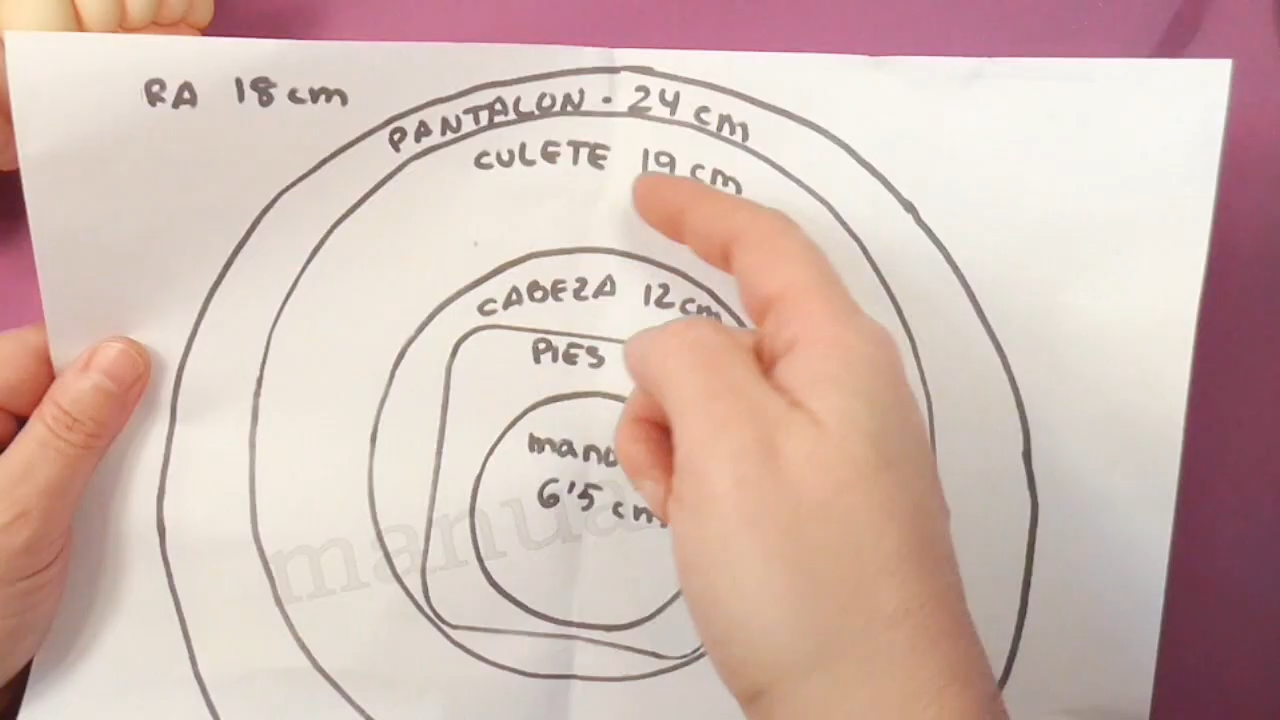 RA 18 cm
PANTALON - 24 cm
CULETE 19 cm
CABEZA 12 cm
PIES
6'5 cm